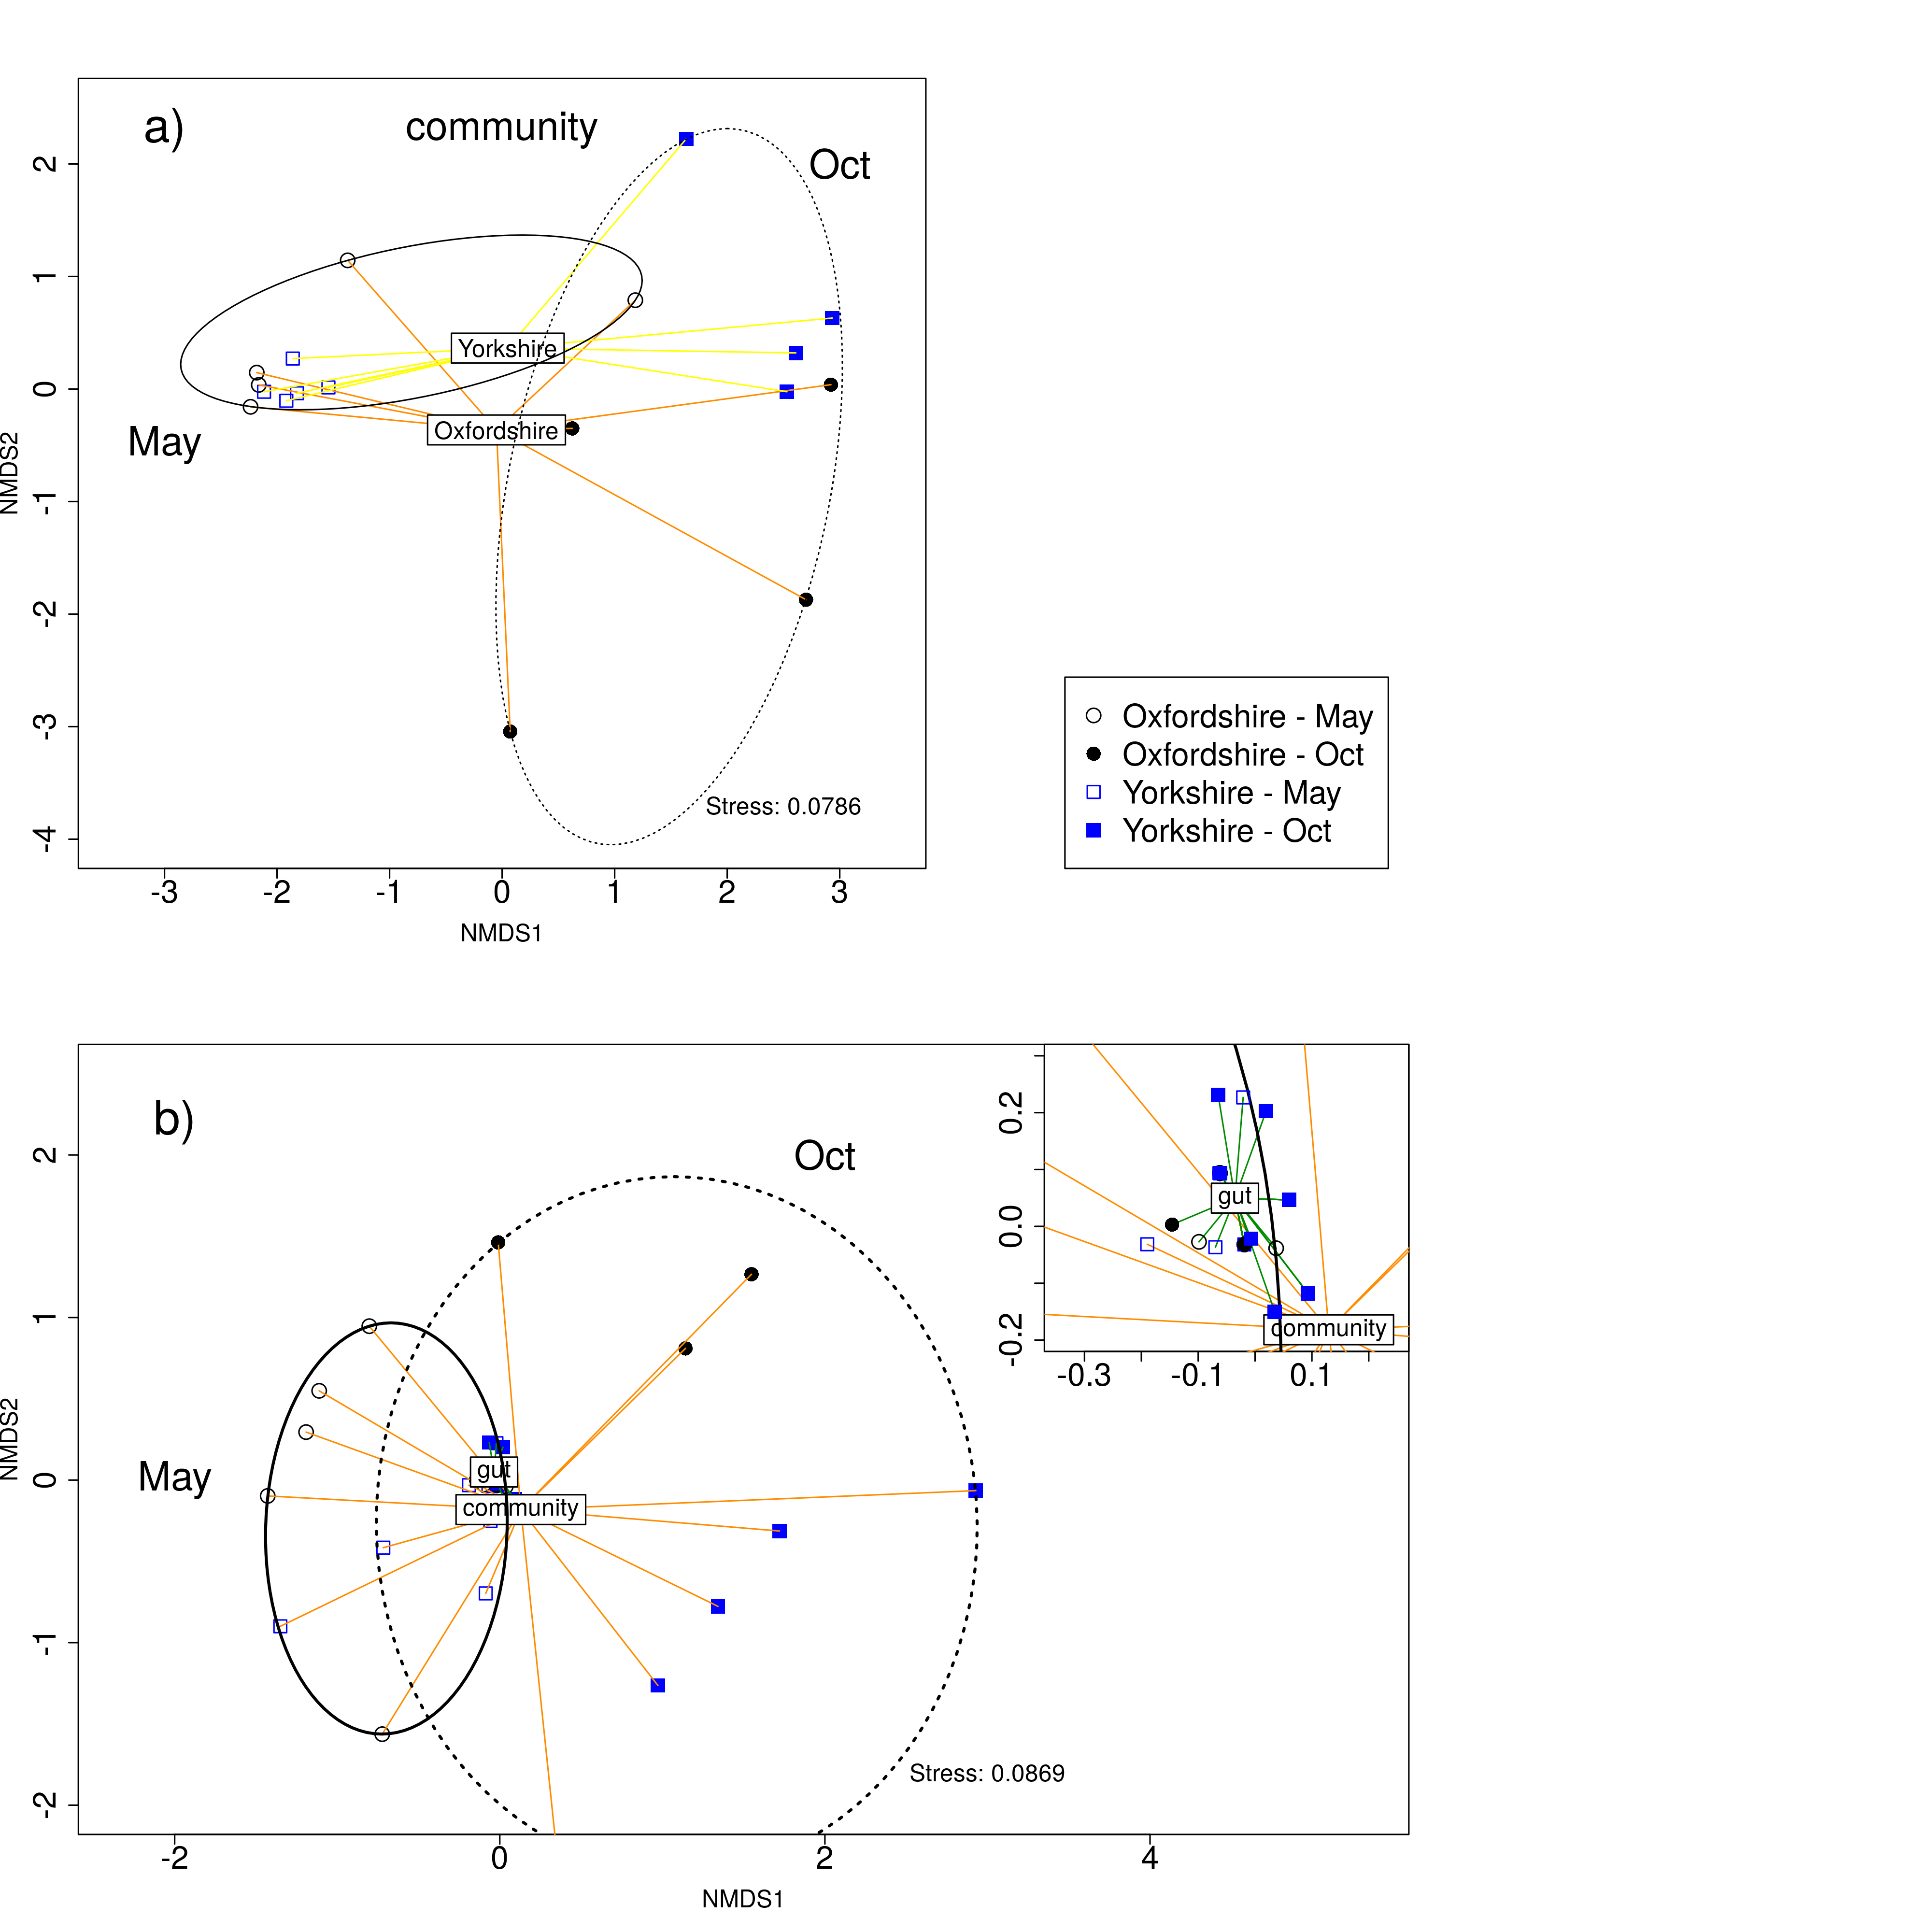 a)
community
Oct
Yorkshire
Oxfordshire
May
Stress: 0.0786
2
1
0
-1
-2
-3
-4
NMDS2
-3 -2 -1 0 1 2 3
NMDS1
Oxfordshire - May
Oxfordshire - Oct
Yorkshire - May
Yorkshire - Oct
b)
Oct
May
gut
community
Stress: 0.0869
2
1
0
-1
-2
NMDS2
-2 0 2 4
NMDS1
gut
community
0.2
0.0
-0.2
-0.3 -0.1 0.1